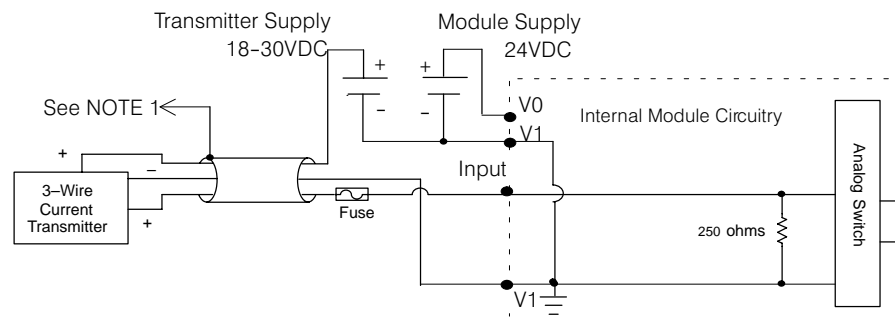 Transmitter Supply
18–30VDC
Module Supply
24VDC
+
+
–
–
See NOTE 1
V0
V1
Internal Module Circuitry
+
–
+
3–Wire
Current
Transmitter
Input
Fuse
250 ohms
Analog Switch
V1